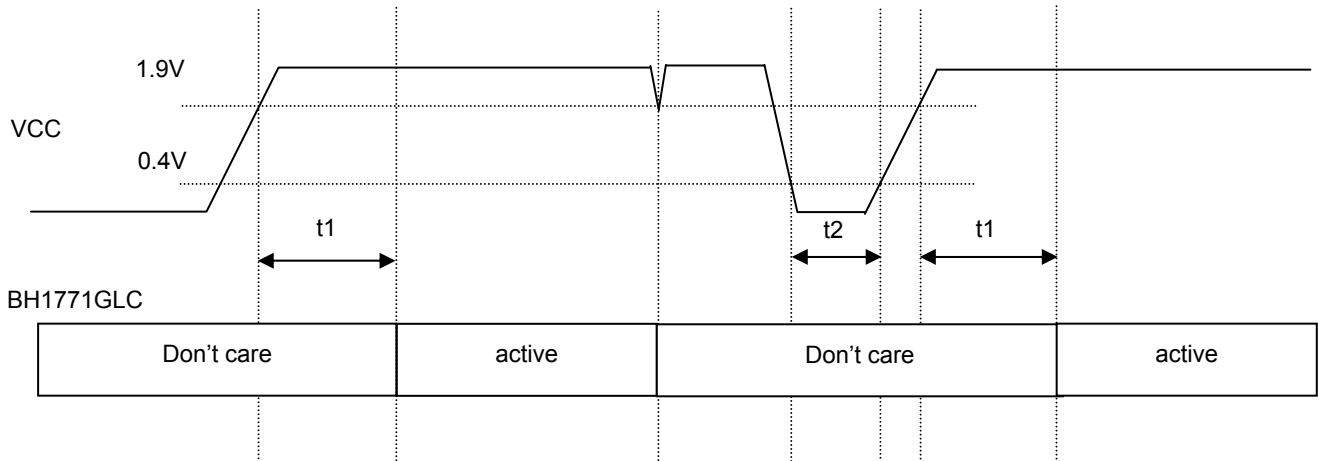 1.9V
VCC
0.4V
t1
t2
t1
BH1771GLC
Don't care
active
Don't care
active